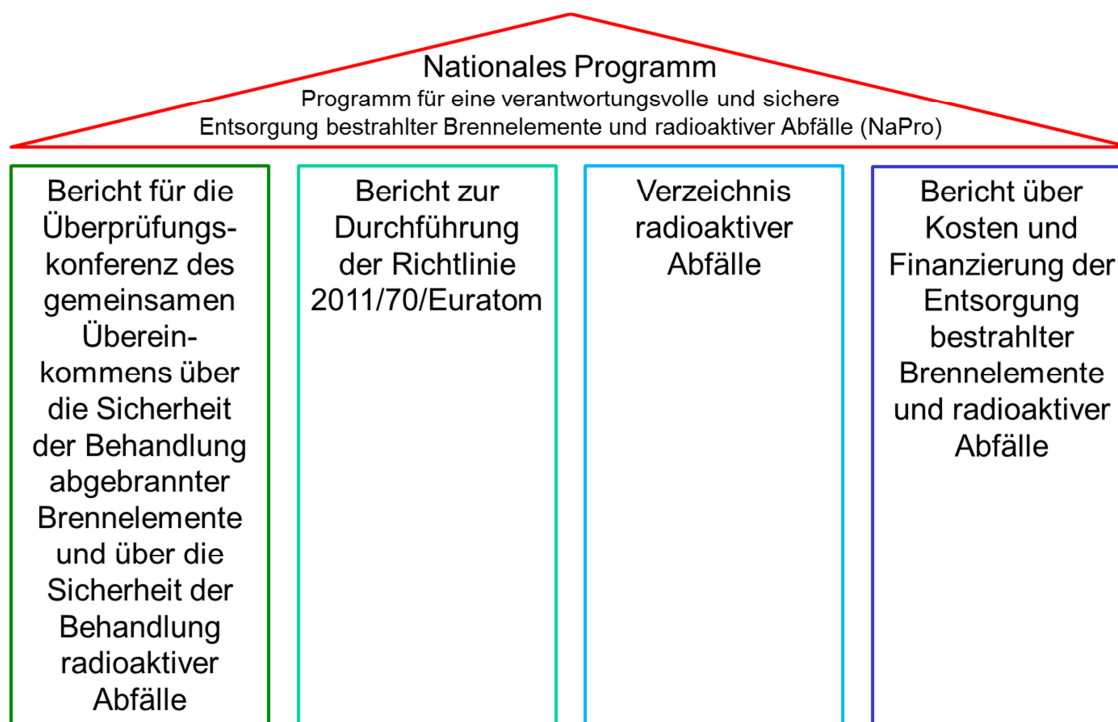 Nationales Programm
Programm für eine verantwortungsvolle und sichere
Entsorgung bestrahlter Brennelemente und radioaktiver Abfälle (NaPro)
Bericht für die
Überprüfungs-
konferenz des
gemeinsamen
Überein-
kommens über
die Sicherheit
der Behandlung
abgebrannter
Brennelemente
und über die
Sicherheit der
Behandlung
radioaktiver
Abfälle
Bericht zur
Durchführung
der Richtlinie
2011/70/Euratom
Verzeichnis
radioaktiver
Abfälle
Bericht über
Kosten und
Finanzierung der
Entsorgung
bestrahlter
Brennelemente
und radioaktiver
Abfälle